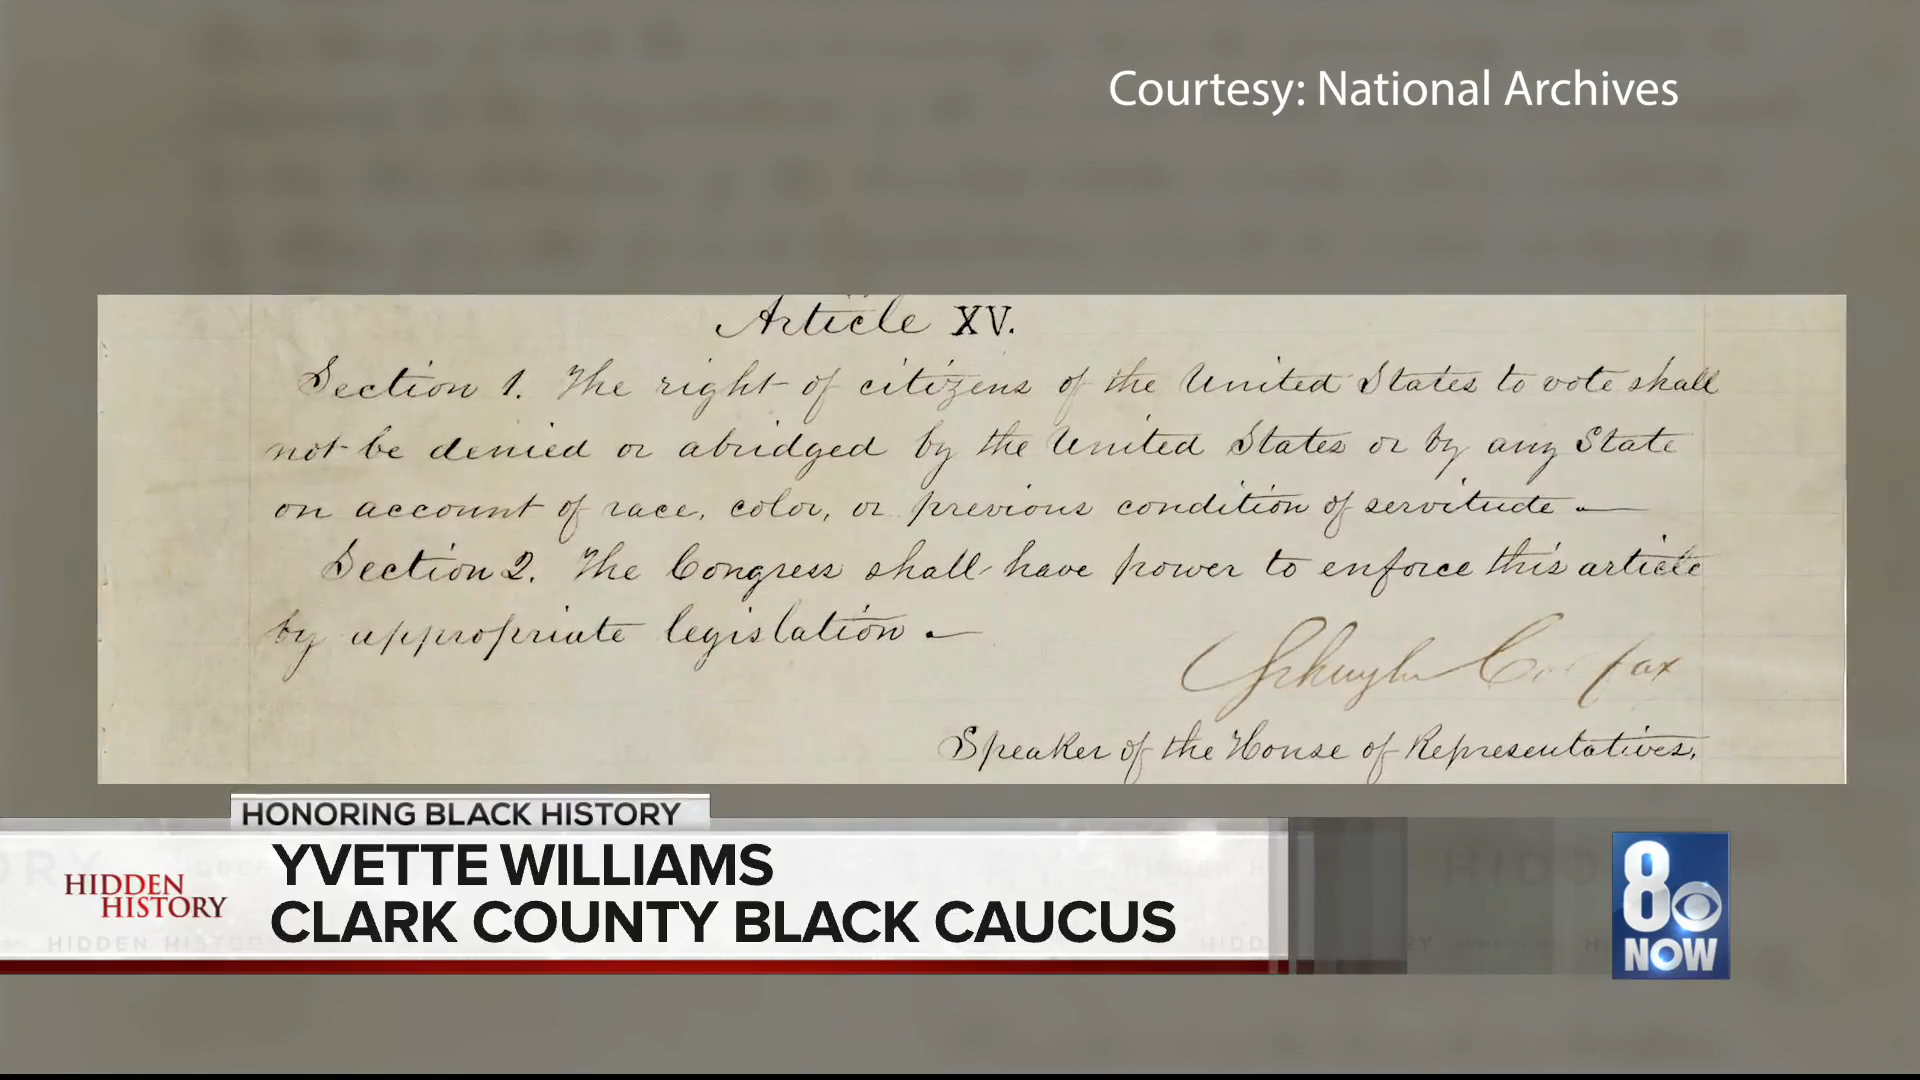 Courtesy: National Archives
Article XV.
Section 1. The right of citizens of the United States to vote shall
not be denied or abridged by the United States or by any State
on account of race, color, or previous condition of servitude.
Section 2. The Congress shall have power to enforce this article
by appropriate legislation.
Schuyler Colfax
Speaker of the House of Representatives.
HONORING BLACK HISTORY
HIDDEN
HISTORY
YVETTE WILLIAMS
CLARK COUNTY BLACK CAUCUS
8
NOW